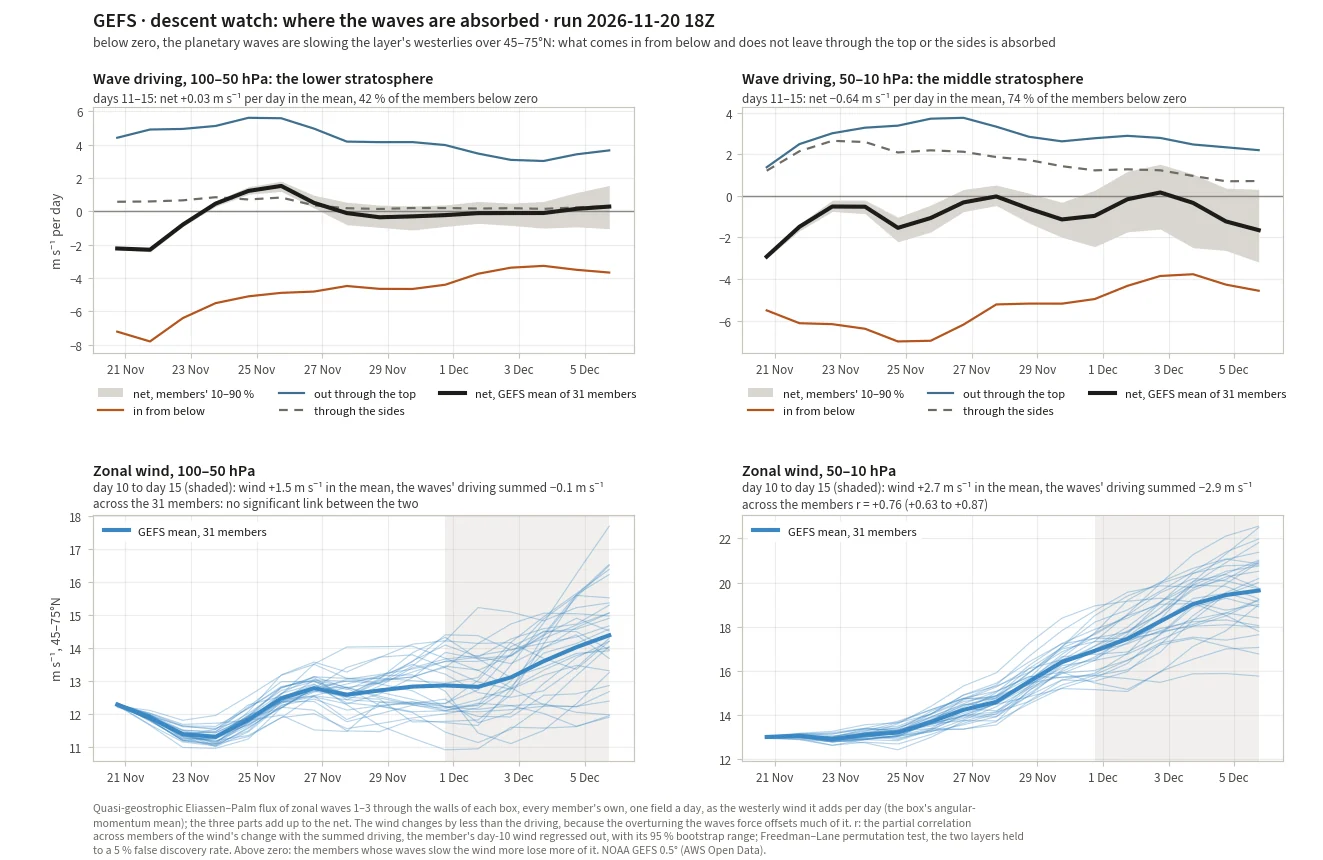 GEFS · descent watch: where the waves are absorbed · run 2026-11-20 18Z
below zero, the planetary waves are slowing the layer's westerlies over 45–75°N: what comes in from below and does not leave through the top or the sides is absorbed
Wave driving, 100–50 hPa: the lower stratosphere
days 11–15: net +0.03 m s⁻¹ per day in the mean, 42 % of the members below zero
6
4
2
0
−2
−4
−6
−8
m s⁻¹ per day
21 Nov
23 Nov
25 Nov
27 Nov
29 Nov
1 Dec
3 Dec
5 Dec
net, members' 10–90 %
out through the top
net, GEFS mean of 31 members
in from below
through the sides
Wave driving, 50–10 hPa: the middle stratosphere
days 11–15: net −0.64 m s⁻¹ per day in the mean, 74 % of the members below zero
4
2
0
−2
−4
−6
21 Nov
23 Nov
25 Nov
27 Nov
29 Nov
1 Dec
3 Dec
5 Dec
net, members' 10–90 %
out through the top
net, GEFS mean of 31 members
in from below
through the sides
Zonal wind, 100–50 hPa
day 10 to day 15 (shaded): wind +1.5 m s⁻¹ in the mean, the waves' driving summed −0.1 m s⁻¹
across the 31 members: no significant link between the two
GEFS mean, 31 members
18
17
16
15
14
13
12
11
m s⁻¹, 45–75°N
21 Nov
23 Nov
25 Nov
27 Nov
29 Nov
1 Dec
3 Dec
5 Dec
Zonal wind, 50–10 hPa
day 10 to day 15 (shaded): wind +2.7 m s⁻¹ in the mean, the waves' driving summed −2.9 m s⁻¹
across the members r = +0.76 (+0.63 to +0.87)
GEFS mean, 31 members
22
20
18
16
14
12
21 Nov
23 Nov
25 Nov
27 Nov
29 Nov
1 Dec
3 Dec
5 Dec
Quasi-geostrophic Eliassen–Palm flux of zonal waves 1–3 through the walls of each box, every member's own, one field a day, as the westerly wind it adds per day (the box's angular-
momentum mean); the three parts add up to the net. The wind changes by less than the driving, because the overturning the waves force offsets much of it. r: the partial correlation
across members of the wind's change with the summed driving, the member's day-10 wind regressed out, with its 95 % bootstrap range; Freedman–Lane permutation test, the two layers held
to a 5 % false discovery rate. Above zero: the members whose waves slow the wind more lose more of it. NOAA GEFS 0.5° (AWS Open Data).